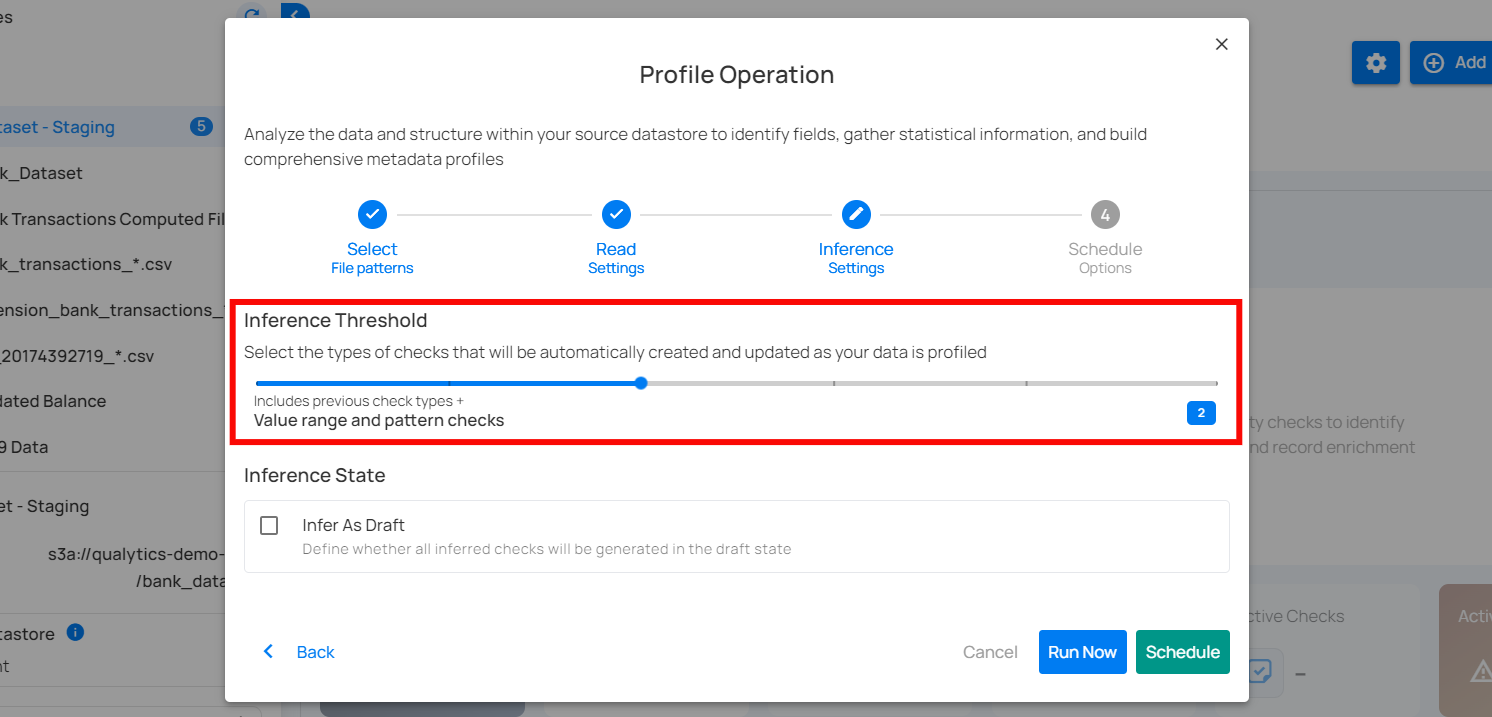 es
Add
Profile Operation
Analyze the data and structure within your source datastore to identify fields, gather statistical information, and build
comprehensive metadata profiles
taset - Staging
5
k_Dataset
k Transactions Computed Fil
k_transactions_*.csv
ension_bank_transactions_
_20174392719_*.csv
dated Balance
9 Data
et - Staging
s3a://qualytics-demo-
/bank_data
tastore
nt
Select
File patterns
Read
Settings
Inference
Settings
4
Schedule
Options
Inference Threshold
Select the types of checks that will be automatically created and updated as your data is profiled
Includes previous check types +
Value range and pattern checks
2
Inference State
Infer As Draft
Define whether all inferred checks will be generated in the draft state
Back
Cancel
Run Now
Schedule
ty checks to identify
nd record enrichment
ctive Checks
–
Activ